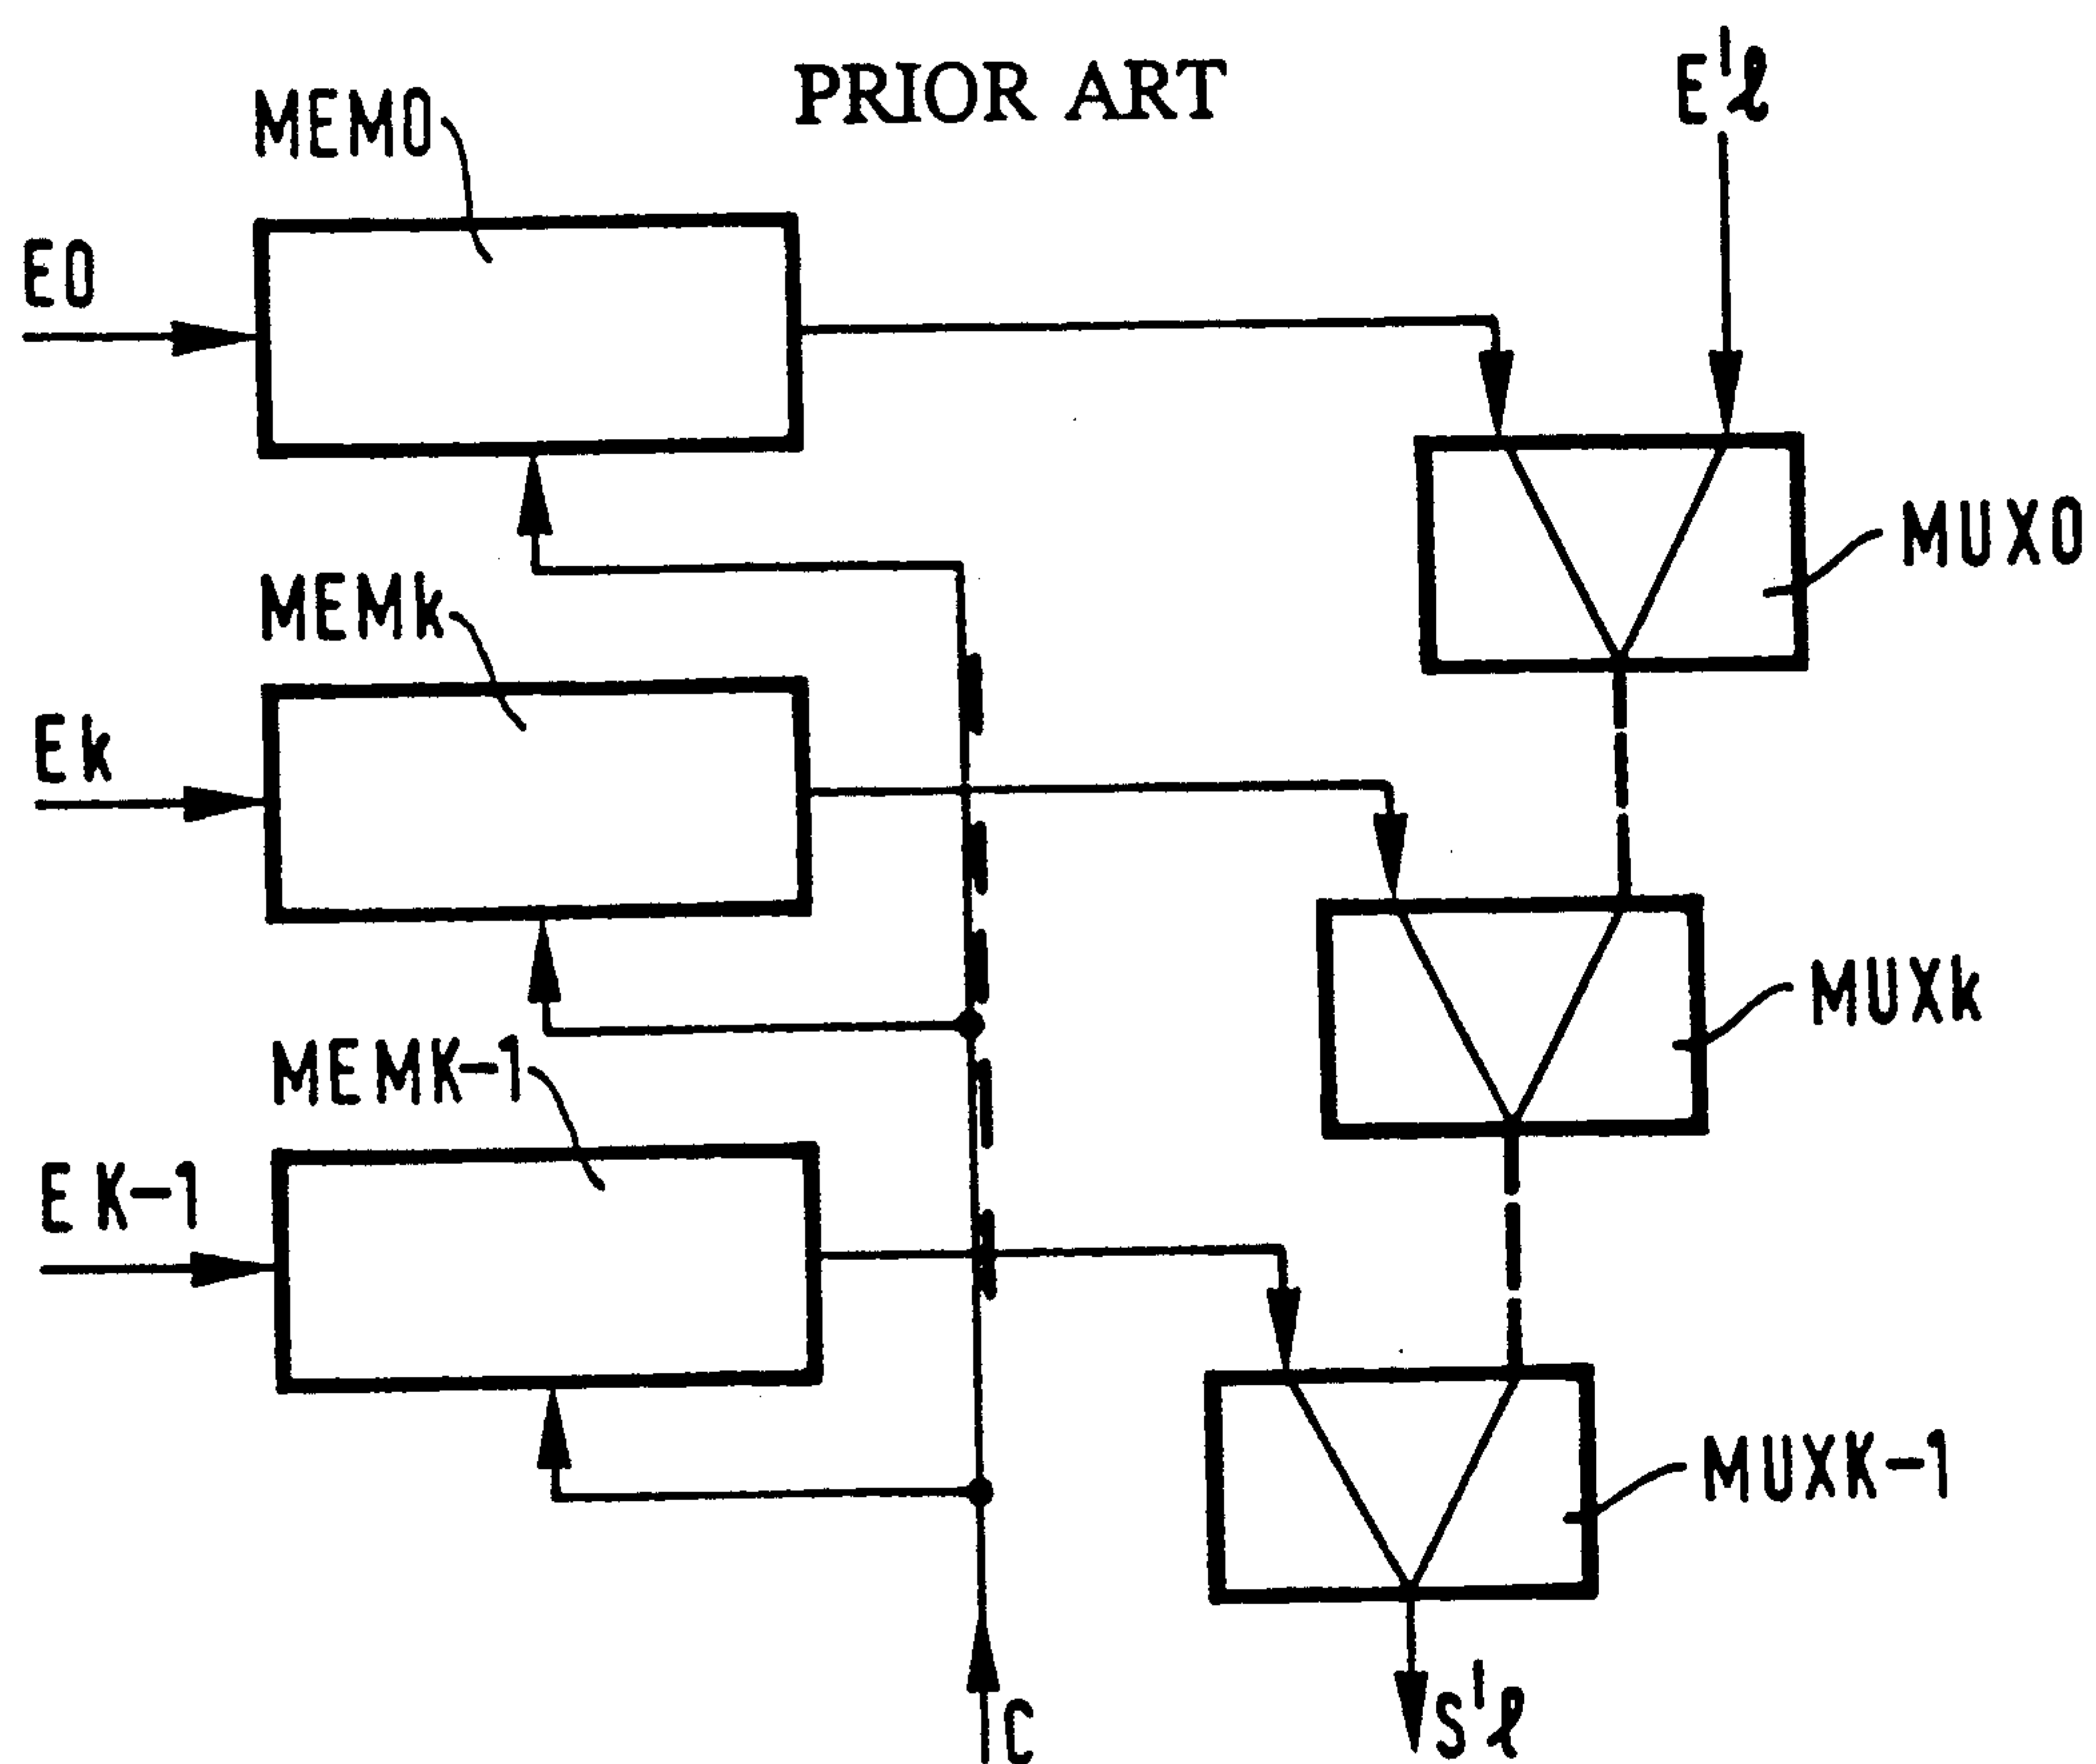 PRIOR ART
E'ℓ
MEM0
E0
MUX0
MEMk
Ek
MUXk
MEMK-1
EK-1
MUXK-1
S'ℓ
C